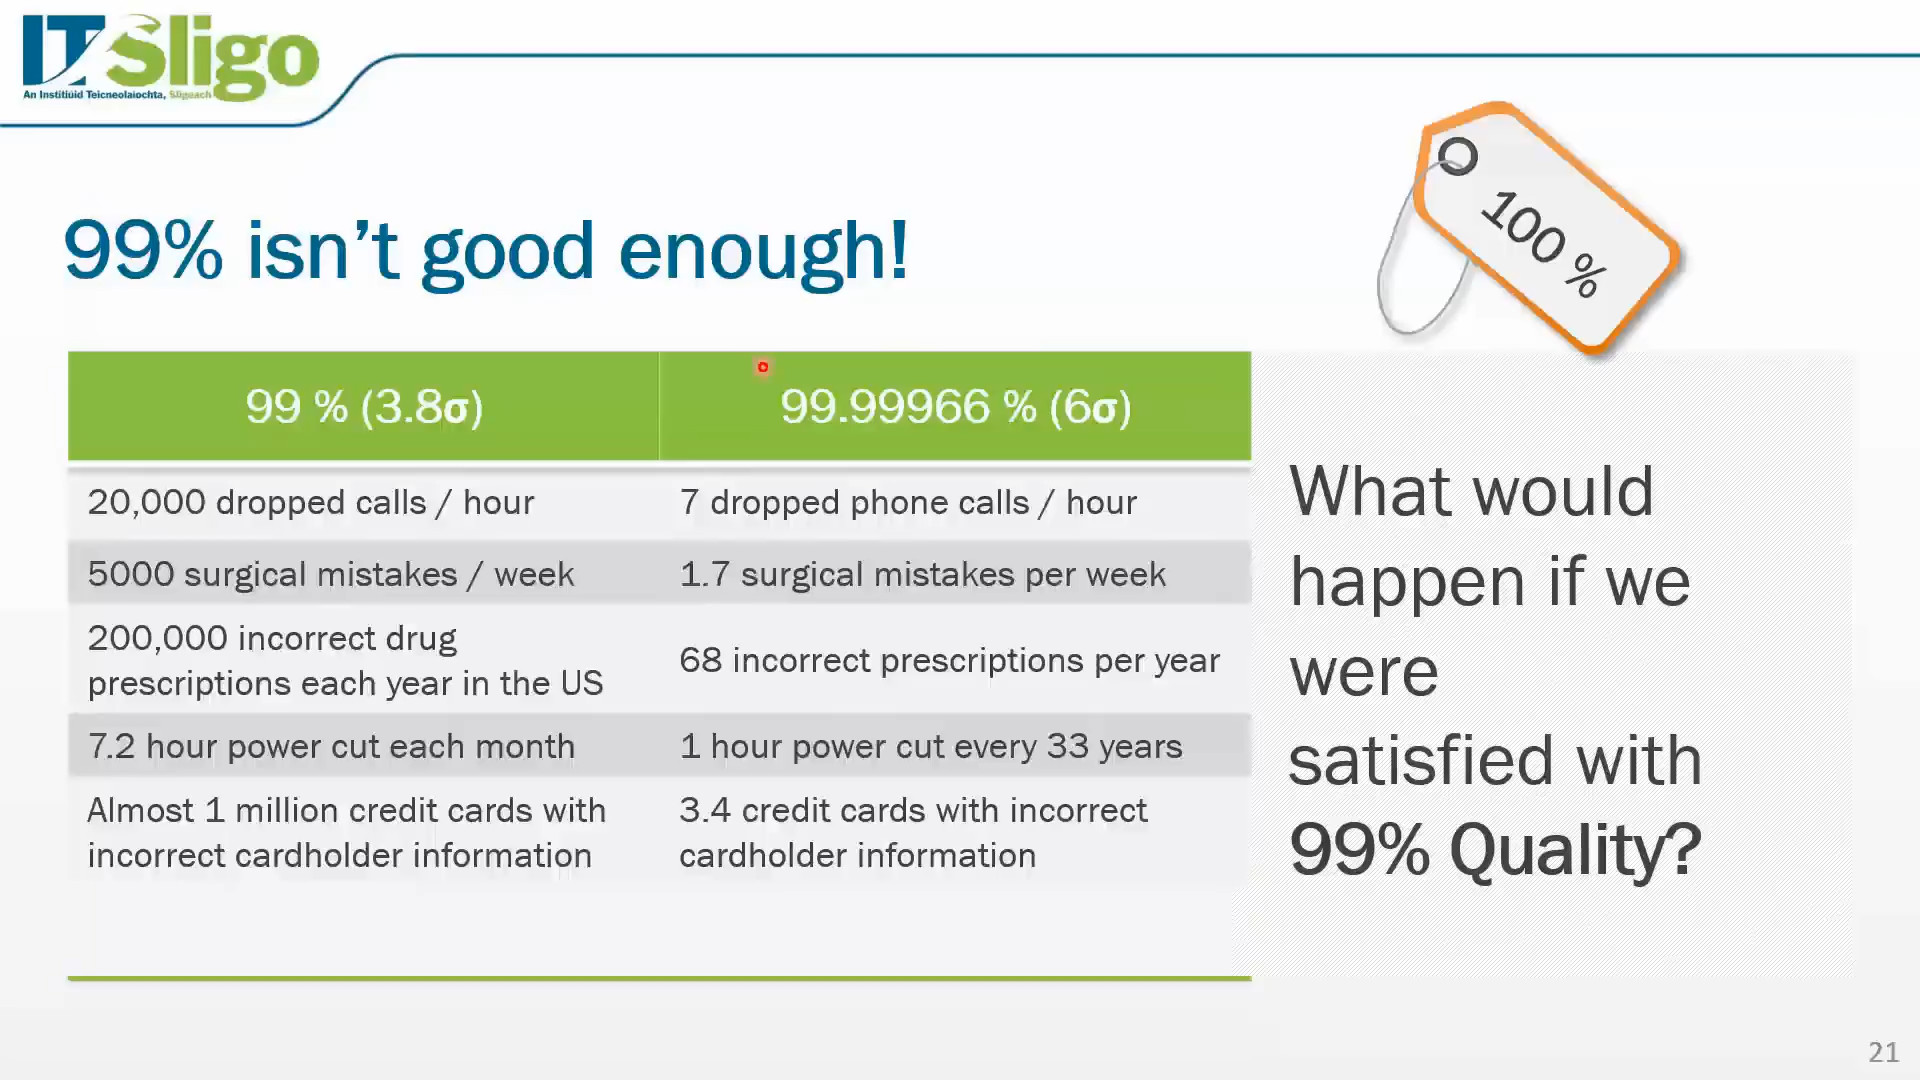 ITSligo
An Institiúid Teicneolaíochta, Sligeach
100 %
99% isn't good enough!
99 % (3.8σ)
99.99966 % (6σ)
20,000 dropped calls / hour
7 dropped phone calls / hour
5000 surgical mistakes / week
1.7 surgical mistakes per week
200,000 incorrect drug
prescriptions each year in the US
68 incorrect prescriptions per year
7.2 hour power cut each month
1 hour power cut every 33 years
Almost 1 million credit cards with
incorrect cardholder information
3.4 credit cards with incorrect
cardholder information
What would
happen if we
were
satisfied with
99% Quality?
21